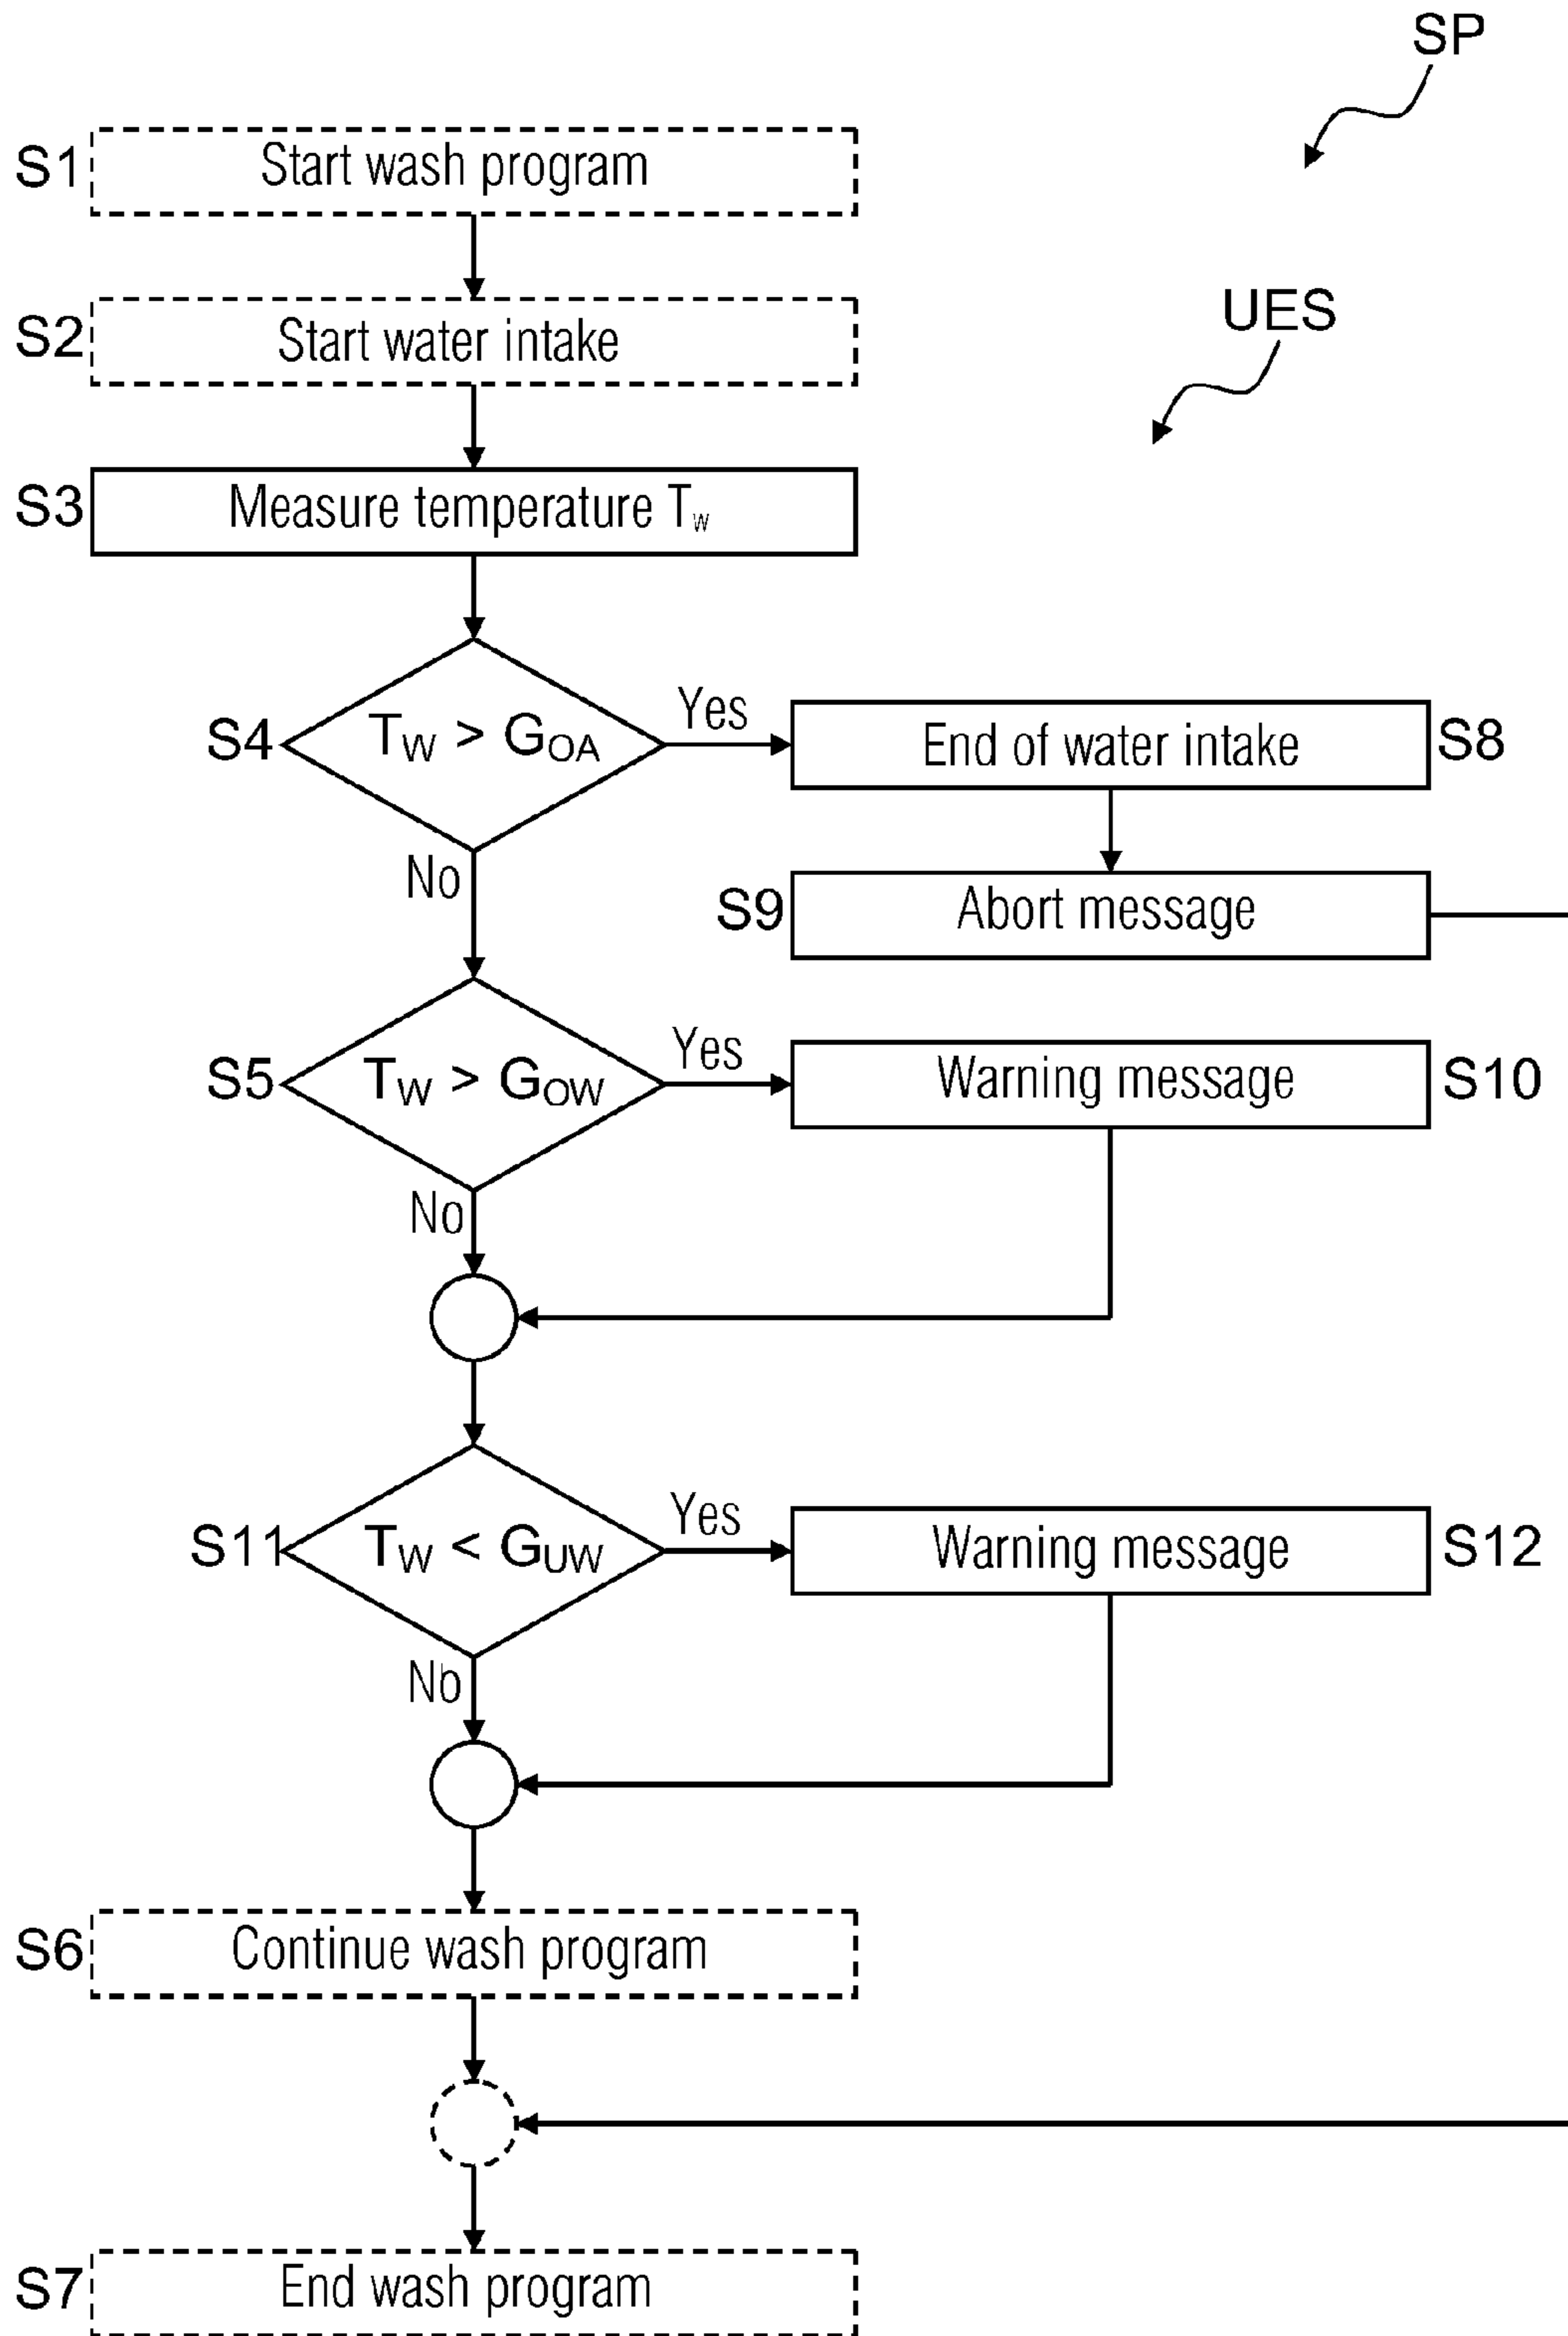 SP
S1 Start wash program
UES
S2 Start water intake
S3 Measure temperature Tw
S4 TW > GOA Yes End of water intake S8
No
S9 Abort message
S5 TW > GOW Yes Warning message S10
No
S11 TW < GUW Yes Warning message S12
No
S6 Continue wash program
S7 End wash program